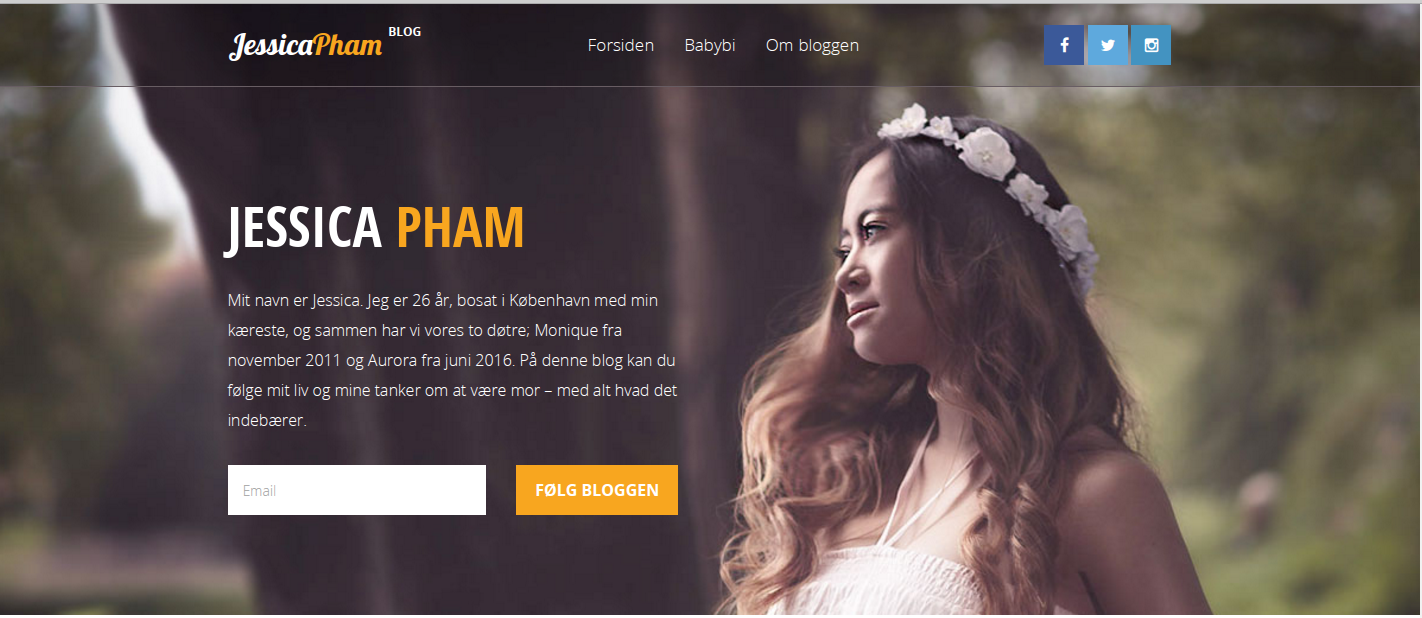 JessicaPham BLOG
Forsiden Babybi Om bloggen
JESSICA PHAM
Mit navn er Jessica. Jeg er 26 år, bosat i København med min
kæreste, og sammen har vi vores to døtre; Monique fra
november 2011 og Aurora fra juni 2016. På denne blog kan du
følge mit liv og mine tanker om at være mor – med alt hvad det
indebærer.
Email
FØLG BLOGGEN